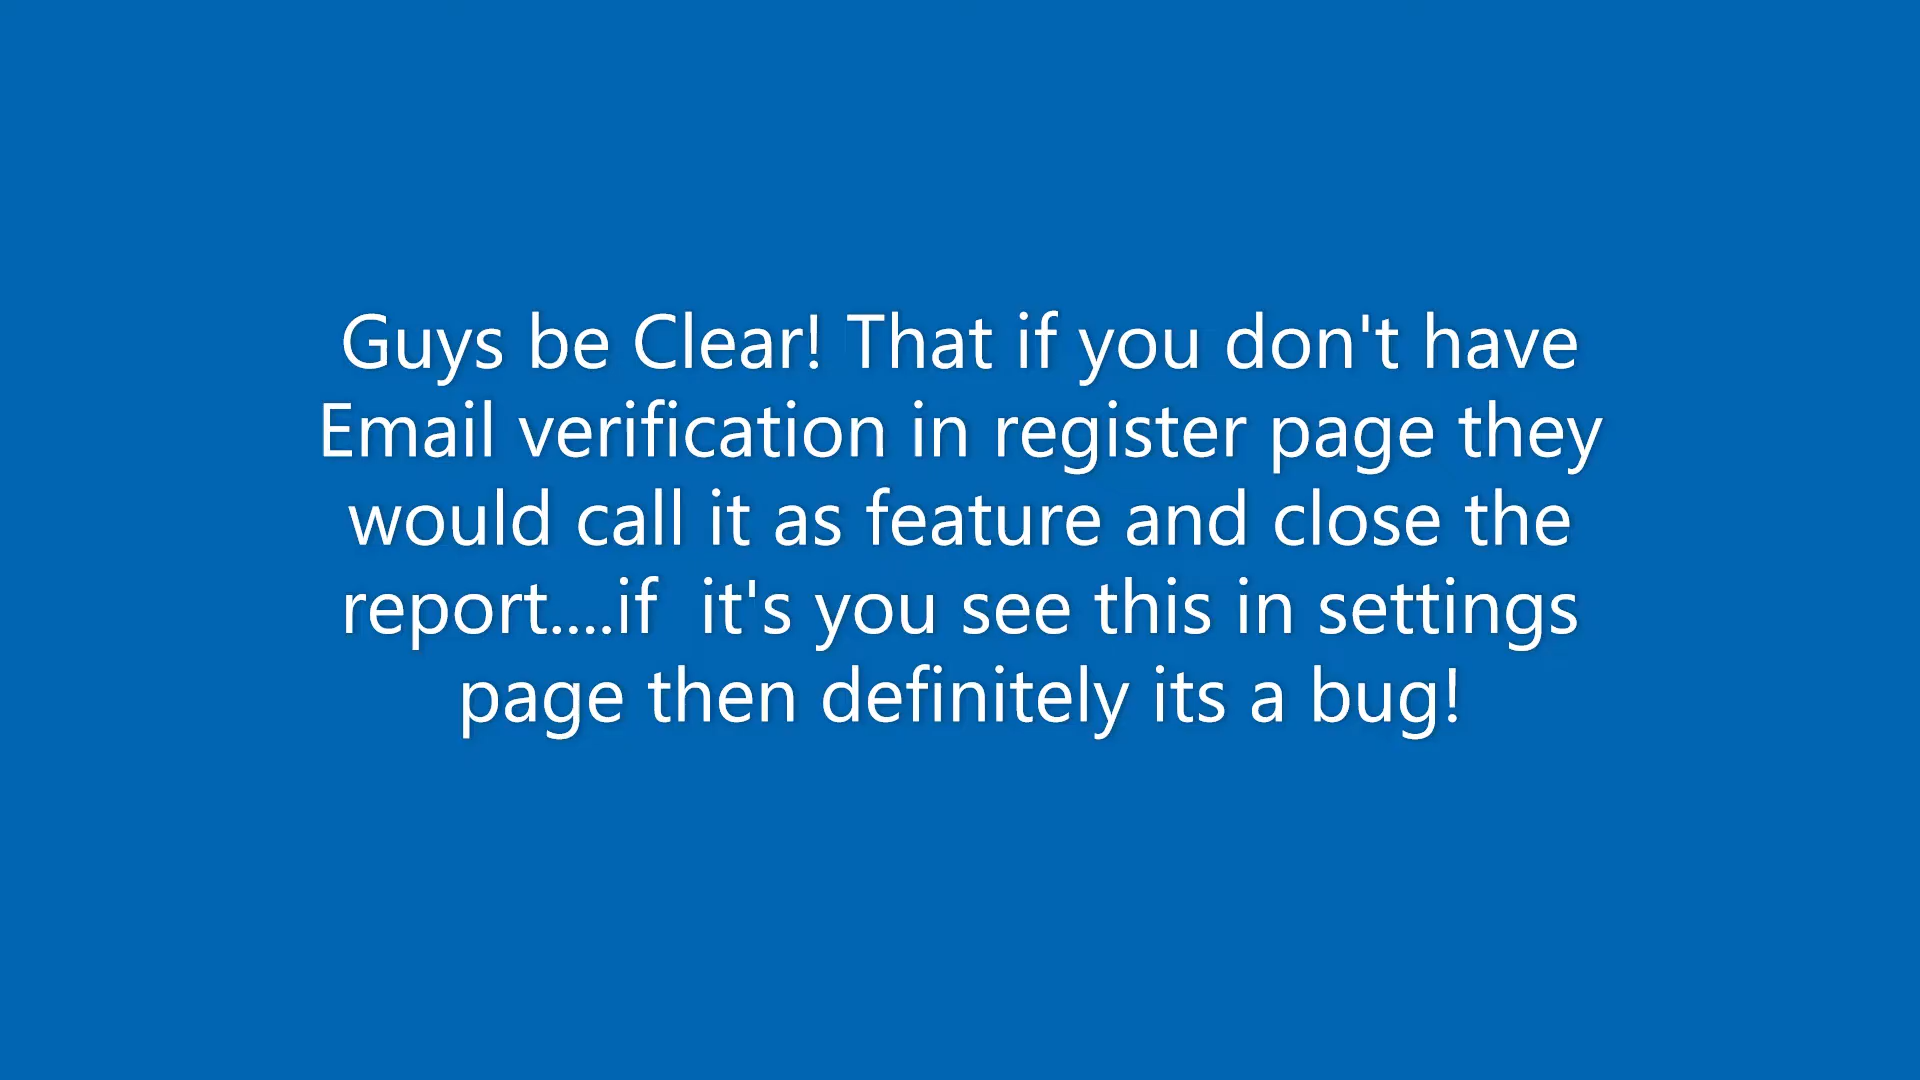 Guys be Clear! That if you don't have
Email verification in register page they
would call it as feature and close the
report....if  it's you see this in settings
page then definitely its a bug!